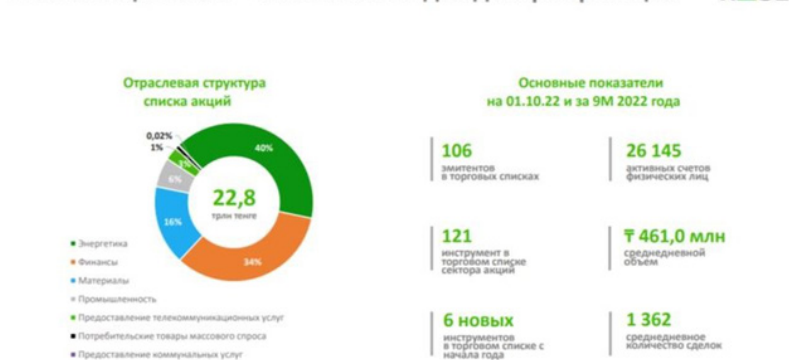 Отраслевая структура
списка акций
0,02%
1%
3%
6%
16%
40%
34%
22,8
трлн тенге
Энергетика
Финансы
Материалы
Промышленность
Предоставление телекоммуникационных услуг
Потребительские товары массового спроса
Предоставление коммунальных услуг
Основные показатели
на 01.10.22 и за 9М 2022 года
106
эмитентов
в торговых списках
26 145
активных счетов
физических лиц
121
инструмент в
торговом списке
сектора акций
₸ 461,0 млн
среднедневной
объем
6 новых
инструментов
в торговом списке с
начала года
1 362
среднедневное
количество сделок